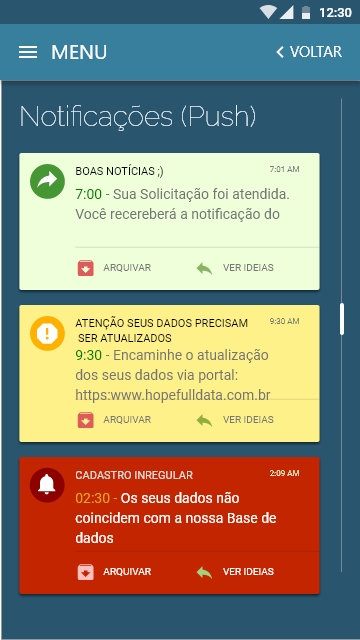 12:30
MENU
VOLTAR
Notificações (Push)
BOAS NOTÍCIAS ;)
7:01 AM
7:00 - Sua Solicitação foi atendida.
Você recereberá a notificação do
ARQUIVAR
VER IDEIAS
ATENÇÃO SEUS DADOS PRECISAM
9:30 AM
SER ATUALIZADOS
9:30 - Encaminhe o atualização
dos seus dados via portal:
https:www.hopefulldata.com.br
ARQUIVAR
VER IDEIAS
CADASTRO INREGULAR
2:09 AM
02:30 - Os seus dados não
coincidem com a nossa Base de
dados
ARQUIVAR
VER IDEIAS